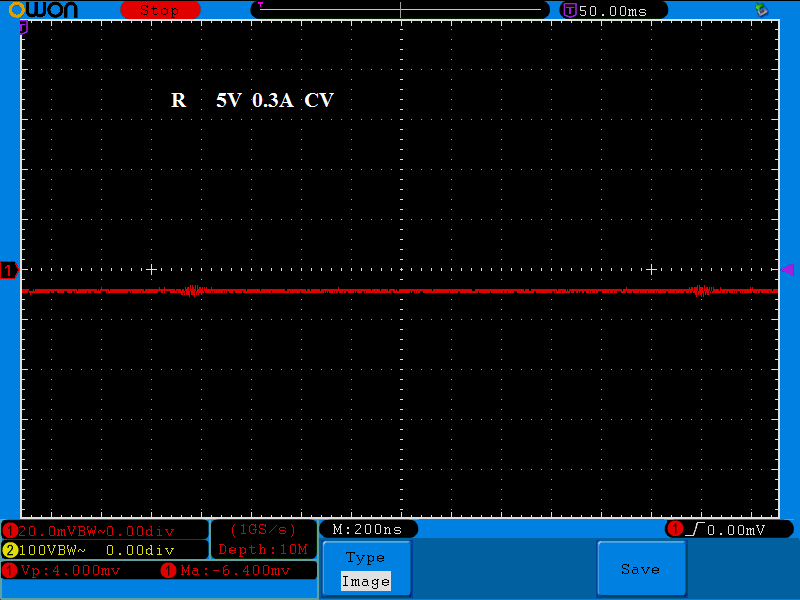 OWON Stop T 50.00ms
R 5V 0.3A CV
1
1 20.0mVBW~0.00div (1GS/s) M:200ns 1 0.00mV
2 100VBW~ 0.00div Depth:10M
1 Vp:4.000mv 1 Ma:-6.400mv
Type
Image
Save